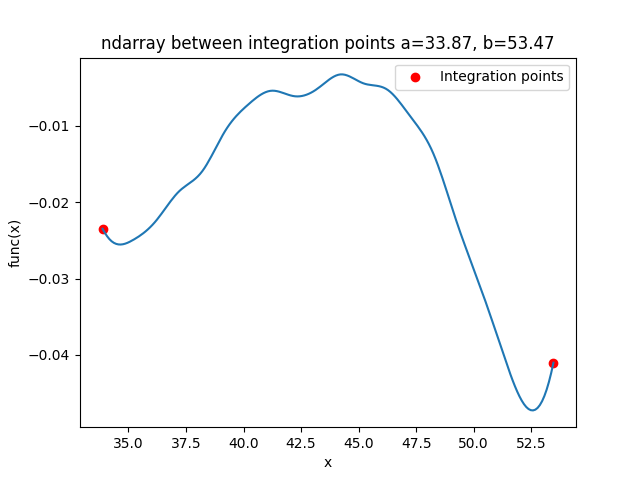 ndarray between integration points a=33.87, b=53.47
Integration points
−0.01
−0.02
−0.03
−0.04
func(x)
35.0 37.5 40.0 42.5 45.0 47.5 50.0 52.5
x